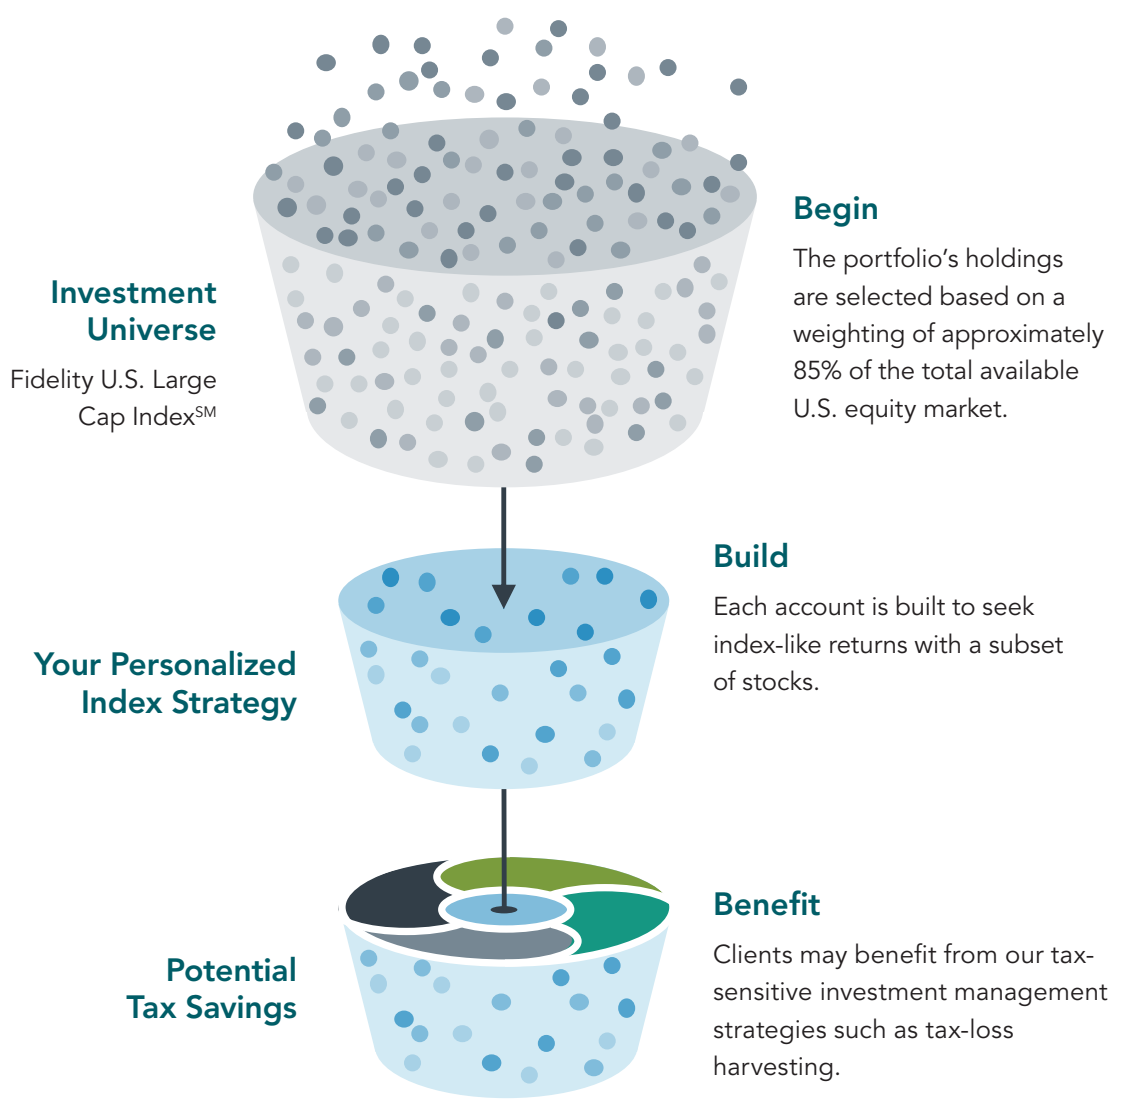 Investment
Universe
Fidelity U.S. Large
Cap Index℠
Begin
The portfolio’s holdings
are selected based on a
weighting of approximately
85% of the total available
U.S. equity market.
Your Personalized
Index Strategy
Build
Each account is built to seek
index-like returns with a subset
of stocks.
Potential
Tax Savings
Benefit
Clients may benefit from our tax-
sensitive investment management
strategies such as tax-loss
harvesting.